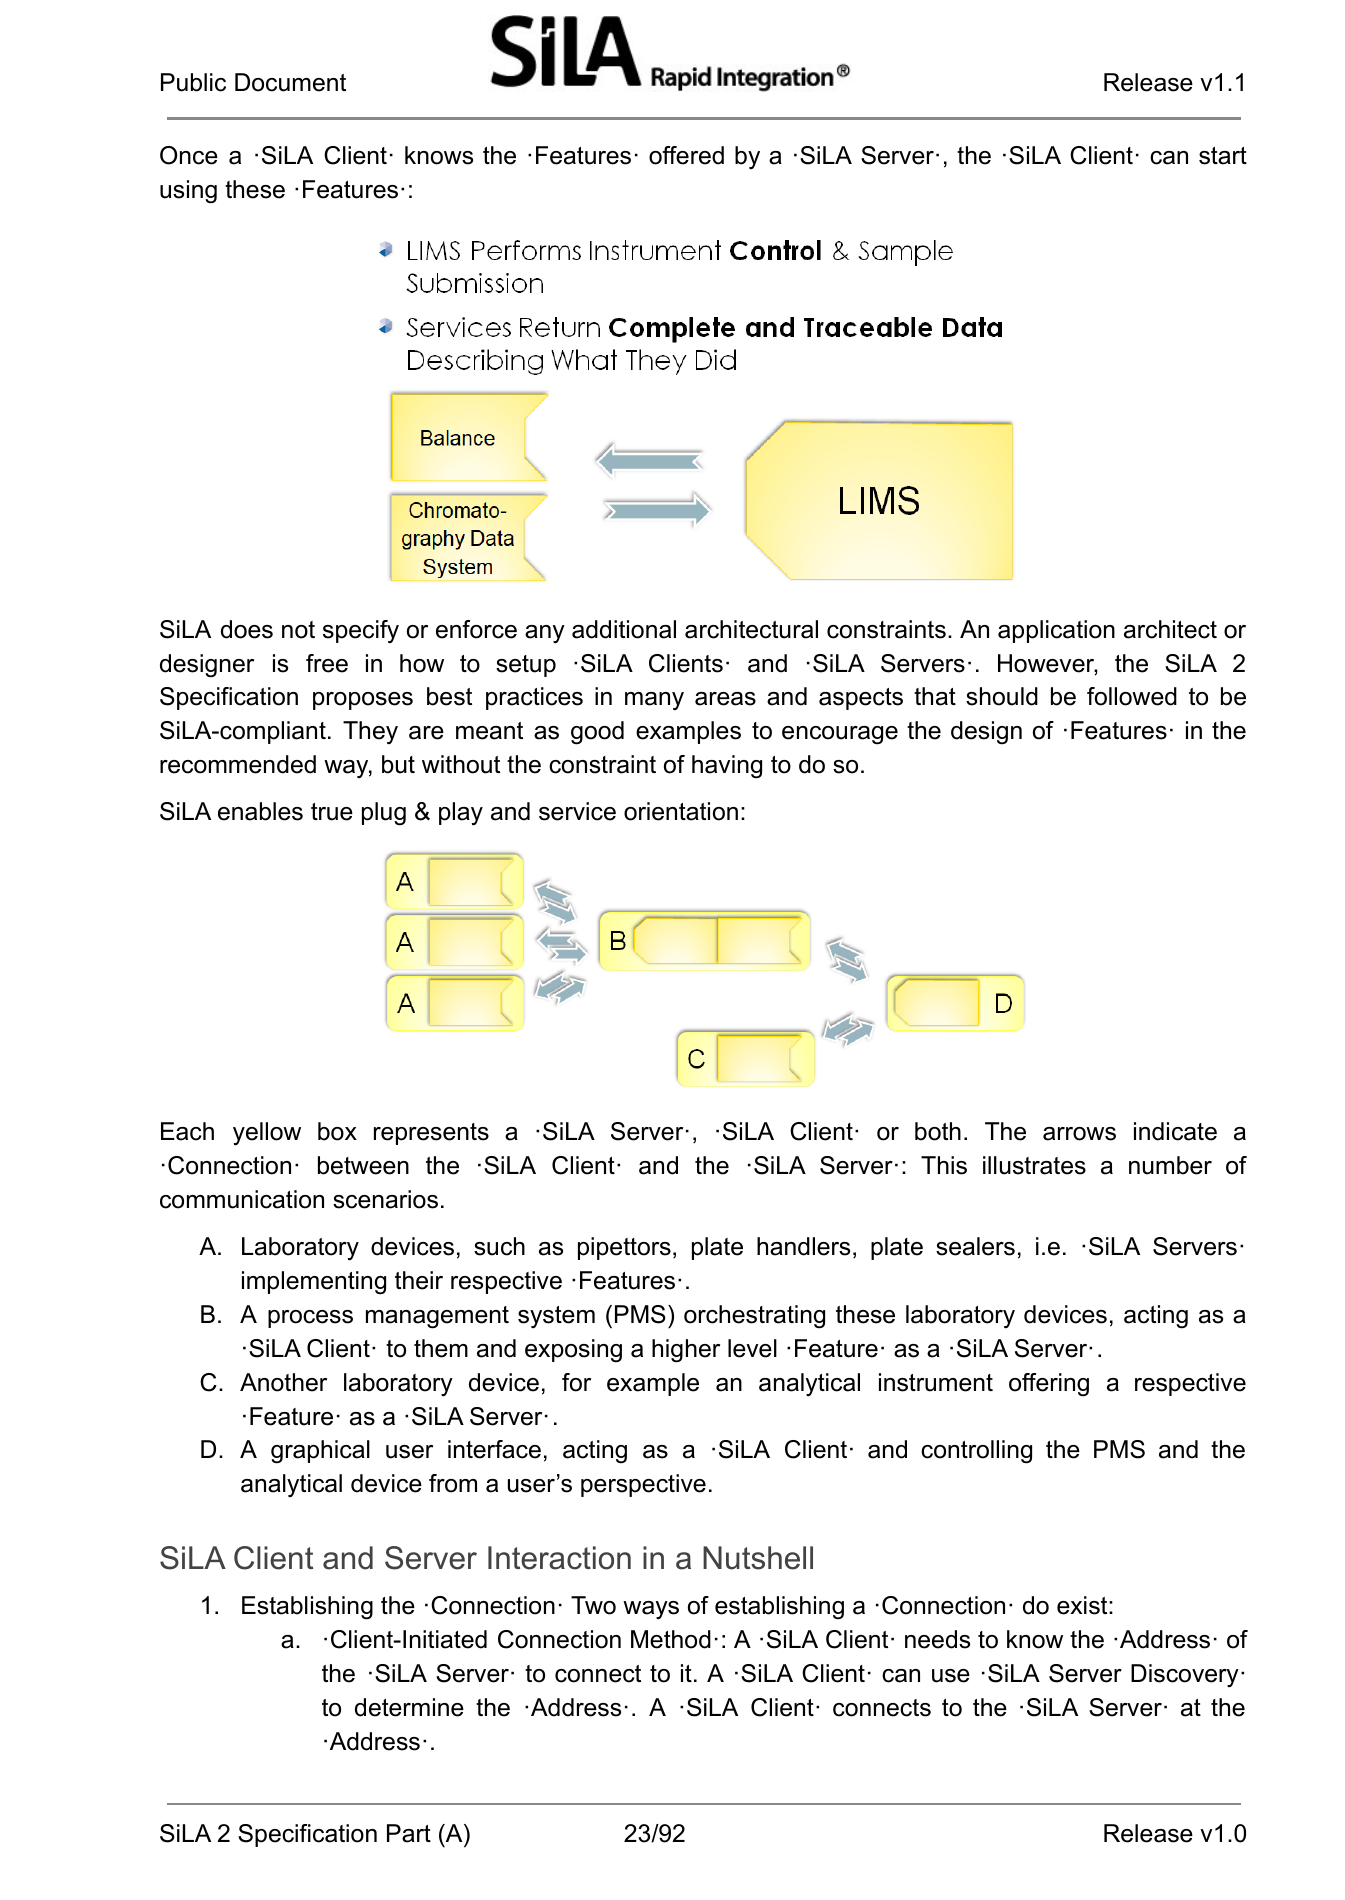 SiLA Rapid Integration®
Public Document
Release v1.1
Once a ·SiLA Client· knows the ·Features· offered by a ·SiLA Server·, the ·SiLA Client· can start
using these ·Features·:
LIMS Performs Instrument Control & Sample
Submission
Services Return Complete and Traceable Data
Describing What They Did
Balance
Chromato-
graphy Data
System
LIMS
SiLA does not specify or enforce any additional architectural constraints. An application architect or
designer is free in how to setup ·SiLA Clients· and ·SiLA Servers·. However, the SiLA 2
Specification proposes best practices in many areas and aspects that should be followed to be
SiLA-compliant. They are meant as good examples to encourage the design of ·Features· in the
recommended way, but without the constraint of having to do so.
SiLA enables true plug & play and service orientation:
A
A
A
B
C
D
Each yellow box represents a ·SiLA Server·, ·SiLA Client· or both. The arrows indicate a
·Connection· between the ·SiLA Client· and the ·SiLA Server·: This illustrates a number of
communication scenarios.
A. Laboratory devices, such as pipettors, plate handlers, plate sealers, i.e. ·SiLA Servers·
implementing their respective ·Features·.
B. A process management system (PMS) orchestrating these laboratory devices, acting as a
·SiLA Client· to them and exposing a higher level ·Feature· as a ·SiLA Server·.
C. Another laboratory device, for example an analytical instrument offering a respective
·Feature· as a ·SiLA Server·.
D. A graphical user interface, acting as a ·SiLA Client· and controlling the PMS and the
analytical device from a user’s perspective.
SiLA Client and Server Interaction in a Nutshell
1. Establishing the ·Connection· Two ways of establishing a ·Connection· do exist:
a. ·Client-Initiated Connection Method·: A ·SiLA Client· needs to know the ·Address· of
the ·SiLA Server· to connect to it. A ·SiLA Client· can use ·SiLA Server Discovery·
to determine the ·Address·. A ·SiLA Client· connects to the ·SiLA Server· at the
·Address·.
SiLA 2 Specification Part (A)
23/92
Release v1.0